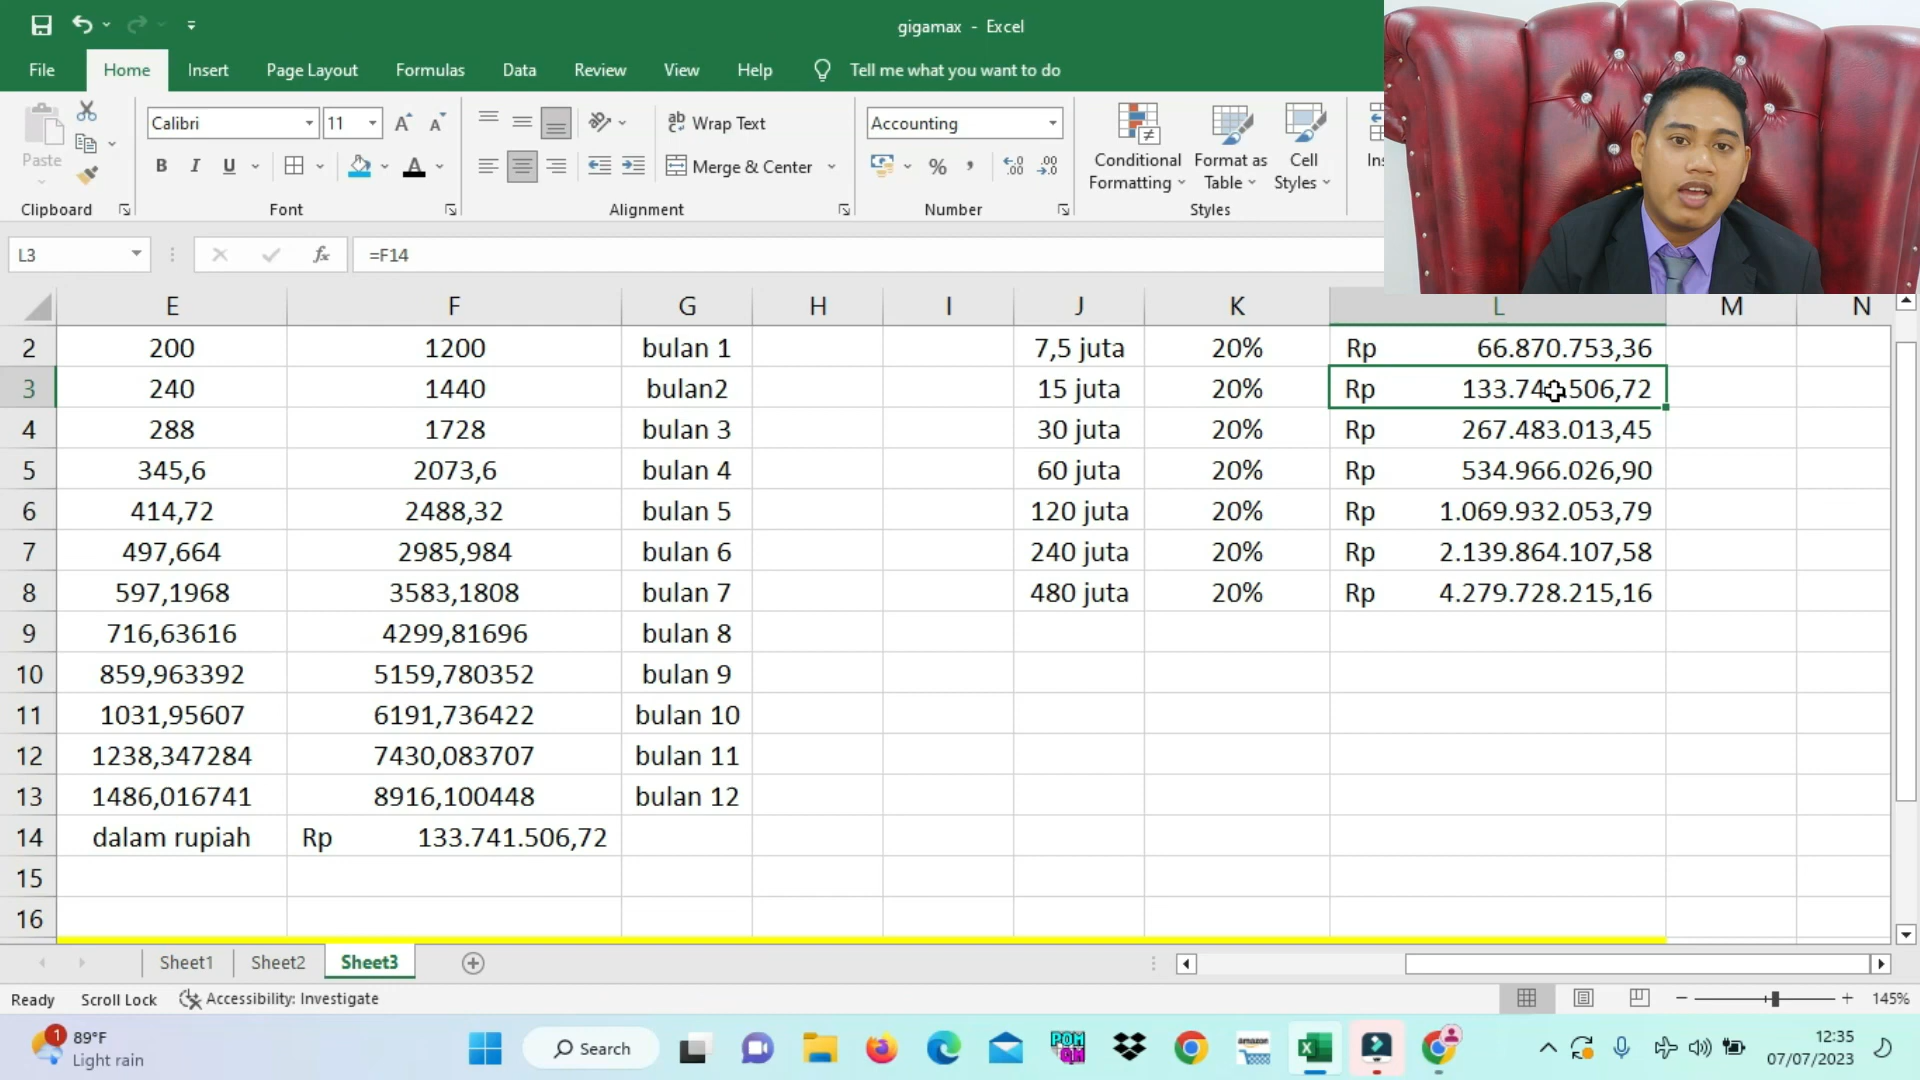 gigamax - Excel
File Home Insert Page Layout Formulas Data Review View Help Tell me what you want to do
Calibri 11 Wrap Text Accounting
Paste B I U Merge & Center % , Conditional Formatting Format as Table Cell Styles
Clipboard Font Alignment Number Styles
L3 fx =F14
E F G H I J K L M N
2 200 1200 bulan 1 7,5 juta 20% Rp 66.870.753,36
3 240 1440 bulan2 15 juta 20% Rp 133.74 .506,72
4 288 1728 bulan 3 30 juta 20% Rp 267.483.013,45
5 345,6 2073,6 bulan 4 60 juta 20% Rp 534.966.026,90
6 414,72 2488,32 bulan 5 120 juta 20% Rp 1.069.932.053,79
7 497,664 2985,984 bulan 6 240 juta 20% Rp 2.139.864.107,58
8 597,1968 3583,1808 bulan 7 480 juta 20% Rp 4.279.728.215,16
9 716,63616 4299,81696 bulan 8
10 859,963392 5159,780352 bulan 9
11 1031,95607 6191,736422 bulan 10
12 1238,347284 7430,083707 bulan 11
13 1486,016741 8916,100448 bulan 12
14 dalam rupiah Rp 133.741.506,72
15
16
Sheet1 Sheet2 Sheet3
Ready Scroll Lock Accessibility: Investigate 145%
1 89°F Search amazon 12:35
Light rain 07/07/2023